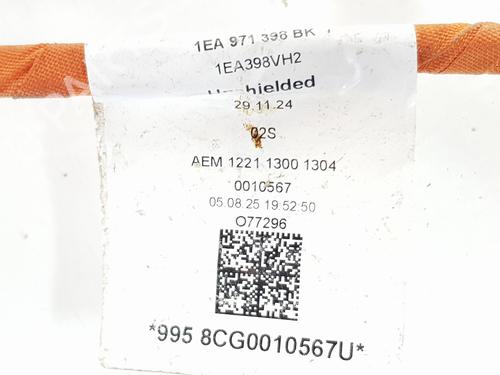 1EA 971 398 BK
1EA398VH2
Unshielded
29.11.24
02S
AEM 1221 1300 1304
0010567
05.08.25 19:52:50
O77296
*995 8CG0010567U*